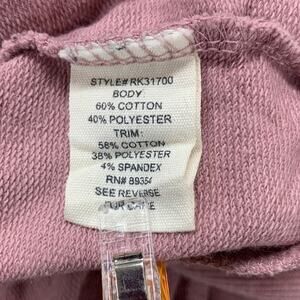 STYLE# RK31700
BODY:
60% COTTON
40% POLYESTER
TRIM:
58% COTTON
38% POLYESTER
4% SPANDEX
RN# 89354
SEE REVERSE
FOR CARE